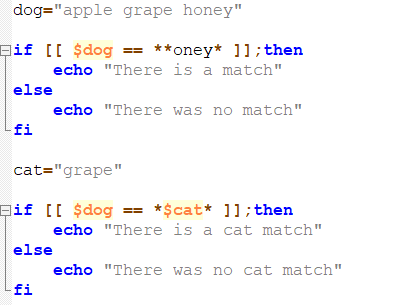 dog="apple grape honey"
if [[ $dog == **oney* ]];then
echo "There is a match"
else
echo "There was no match"
fi
cat="grape"
if [[ $dog == *$cat* ]];then
echo "There is a cat match"
else
echo "There was no cat match"
fi